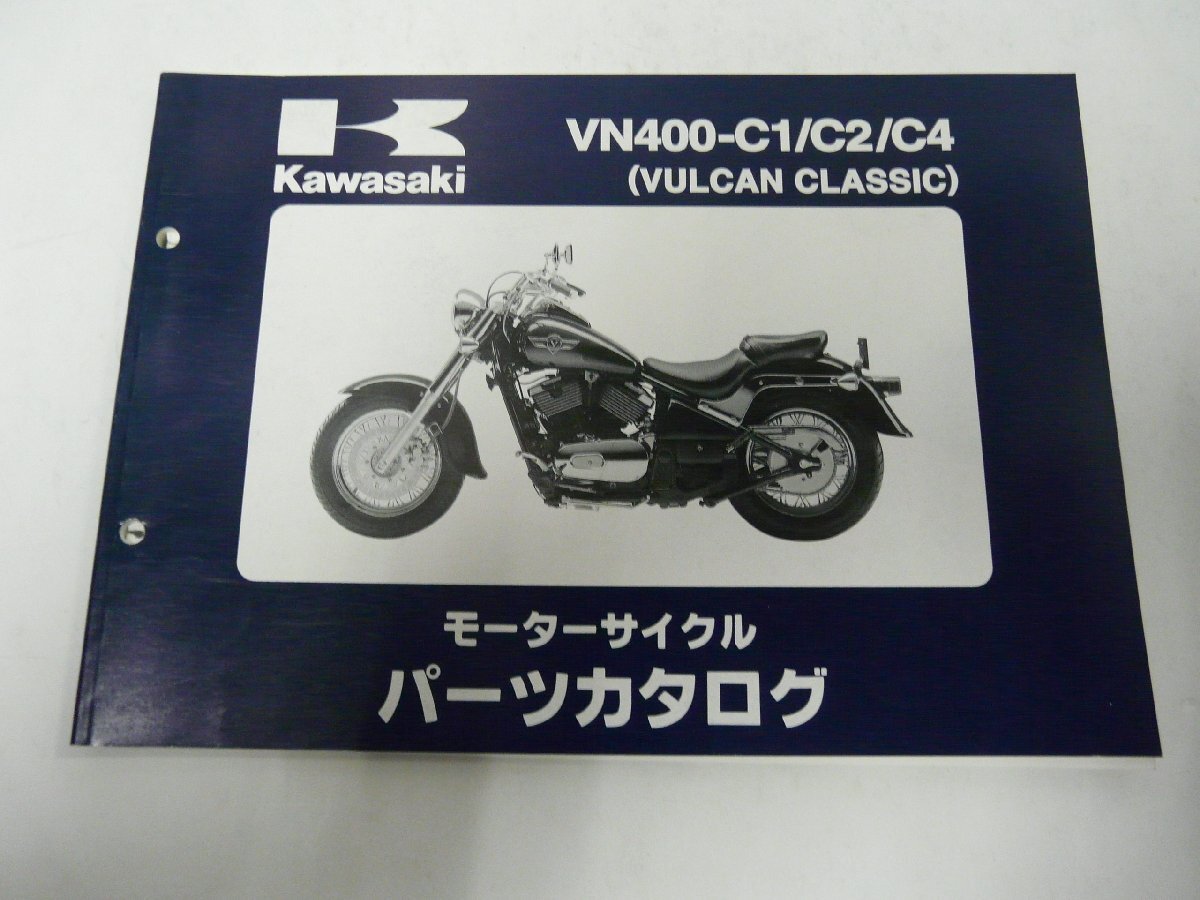 Kawasaki
VN400-C1/C2/C4
(VULCAN CLASSIC)
モーターサイクル
パーツカタログ